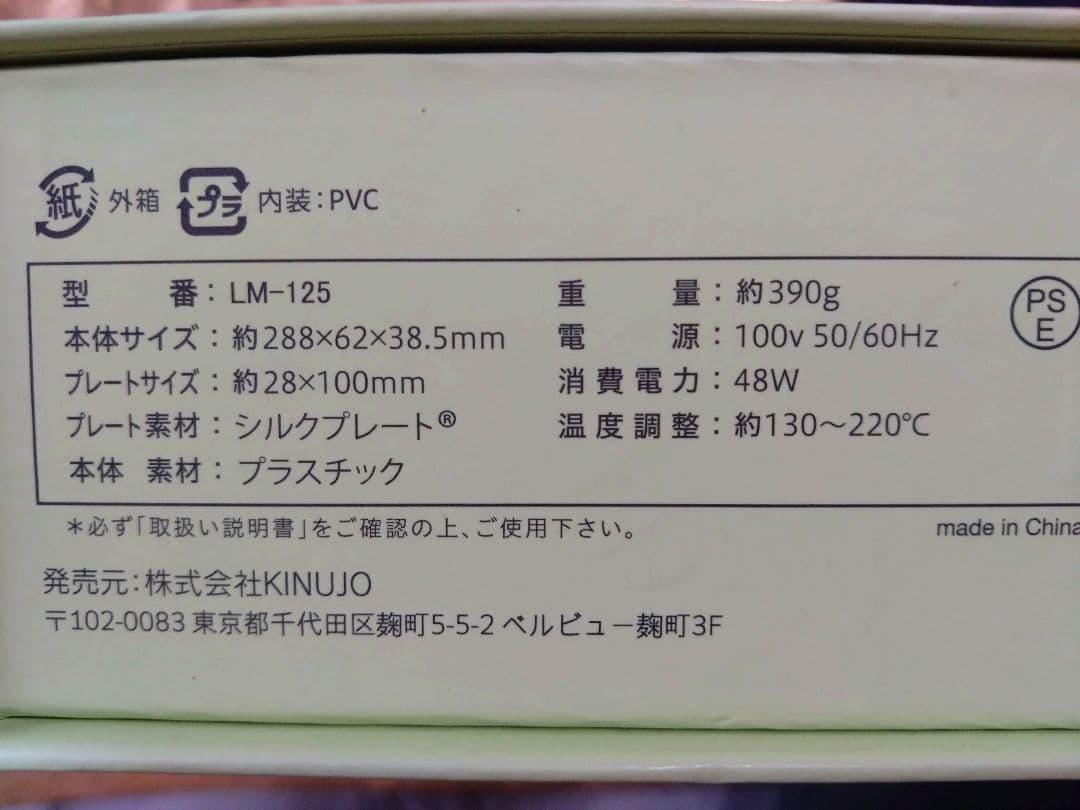 紙 外箱 プラ 内装:PVC
型 番:LM-125
本体サイズ:約288×62×38.5mm
プレートサイズ:約28×100mm
プレート素材:シルクプレート®
本体 素材:プラスチック
重 量:約390g
電 源:100v 50/60Hz
消費電力:48W
温度調整:約130〜220℃
PS
E
*必ず「取扱い説明書」をご確認の上、ご使用下さい。
made in China
発売元:株式会社KINUJO
〒102-0083 東京都千代田区麹町5-5-2 ベルビュー麹町3F